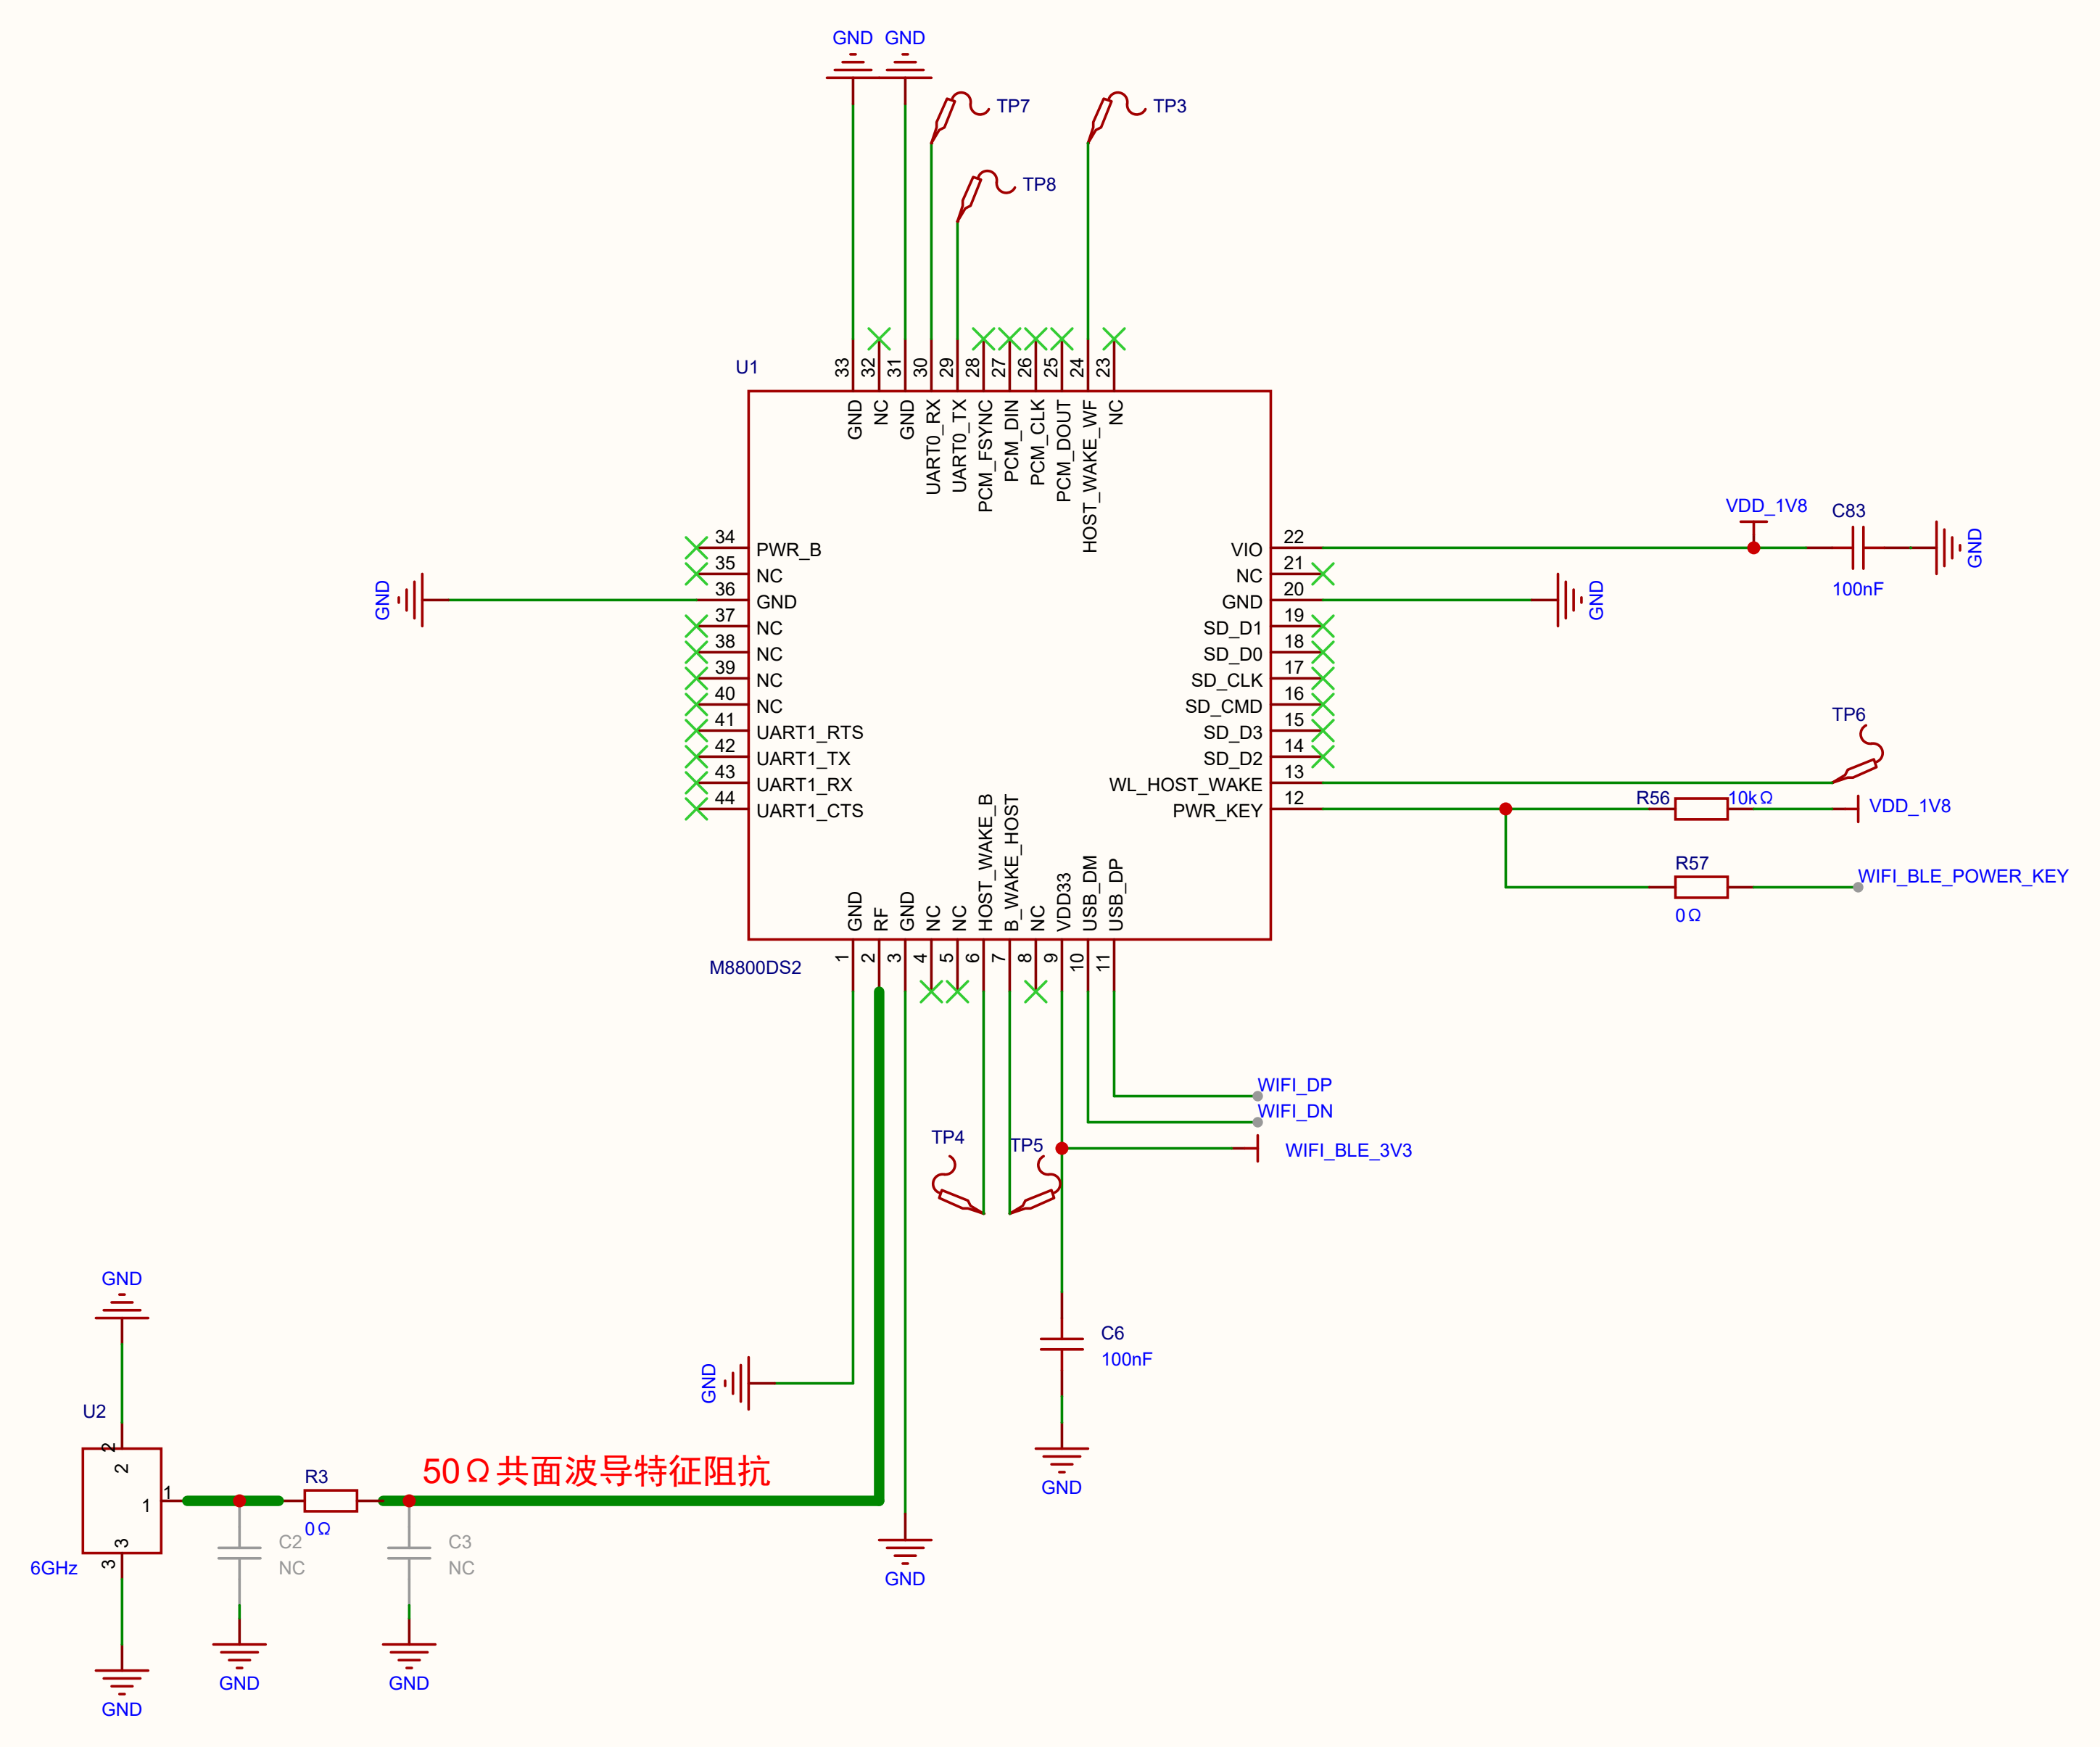 GND GND
TP7
TP3
TP8
U1
33 32 31 30 29 28 27 26 25 24 23
GND NC GND UART0_RX UART0_TX PCM_FSYNC PCM_DIN PCM_CLK PCM_DOUT HOST_WAKE_WF NC
34 PWR_B
35 NC
GND 36 GND
37 NC
38 NC
39 NC
40 NC
41 UART1_RTS
42 UART1_TX
43 UART1_RX
44 UART1_CTS
VIO 22
NC 21
GND 20 GND
SD_D1 19
SD_D0 18
SD_CLK 17
SD_CMD 16
SD_D3 15
SD_D2 14
WL_HOST_WAKE 13
PWR_KEY 12
VDD_1V8
C83
100nF
GND
TP6
R56 10kΩ VDD_1V8
R57
0Ω
WIFI_BLE_POWER_KEY
GND RF GND NC NC HOST_WAKE_B B_WAKE_HOST NC VDD33 USB_DM USB_DP
1 2 3 4 5 6 7 8 9 10 11
M8800DS2
WIFI_DP
WIFI_DN
WIFI_BLE_3V3
TP4
TP5
C6
100nF
GND
GND
GND
GND
U2
2
2
1
1
3
3
6GHz
GND
R3
0Ω
50Ω共面波导特征阻抗
C2
NC
GND
C3
NC
GND